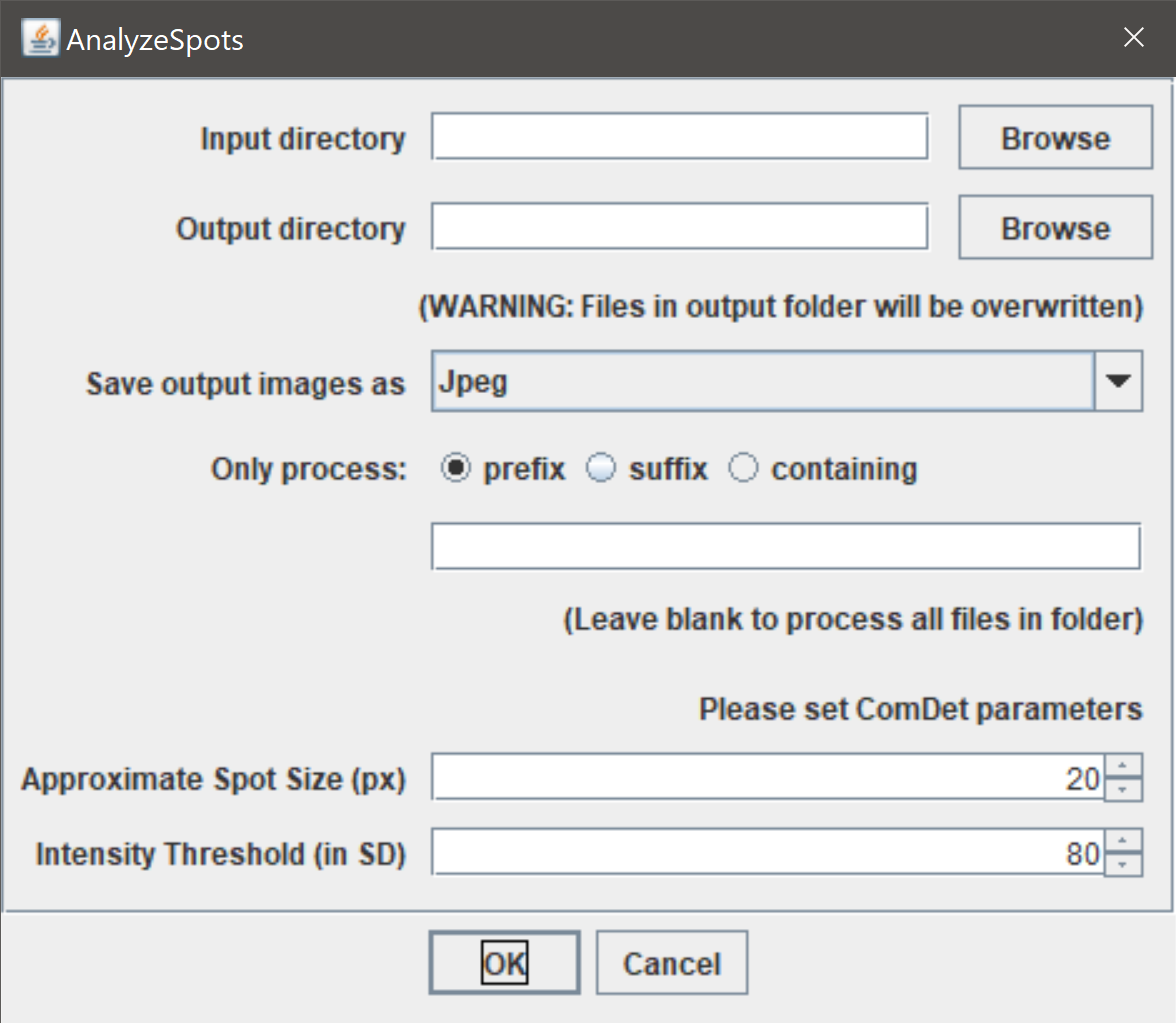 AnalyzeSpots
Input directory Browse
Output directory Browse
(WARNING: Files in output folder will be overwritten)
Save output images as Jpeg
Only process: prefix suffix containing
(Leave blank to process all files in folder)
Please set ComDet parameters
Approximate Spot Size (px) 20
Intensity Threshold (in SD) 80
OK Cancel